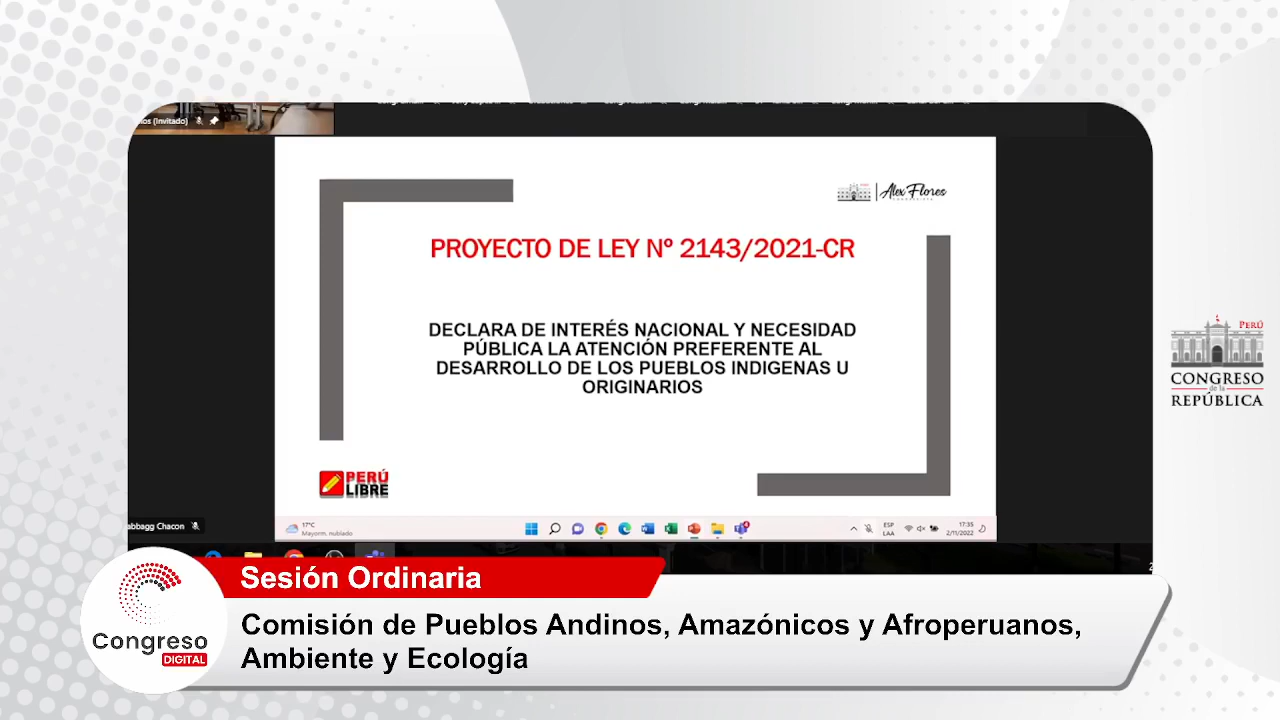 (Invitado)
Alex Flores
PROYECTO DE LEY Nº 2143/2021-CR
DECLARA DE INTERÉS NACIONAL Y NECESIDAD
PÚBLICA LA ATENCIÓN PREFERENTE AL
DESARROLLO DE LOS PUEBLOS INDIGENAS U
ORIGINARIOS
PERÚ
LIBRE
Chacon
17°C
Mayorm. nublado
ESP
LAA
17:35
2/11/2022
PERÚ
CONGRESO
de la
REPÚBLICA
Sesión Ordinaria
Comisión de Pueblos Andinos, Amazónicos y Afroperuanos,
Ambiente y Ecología
Congreso
DIGITAL